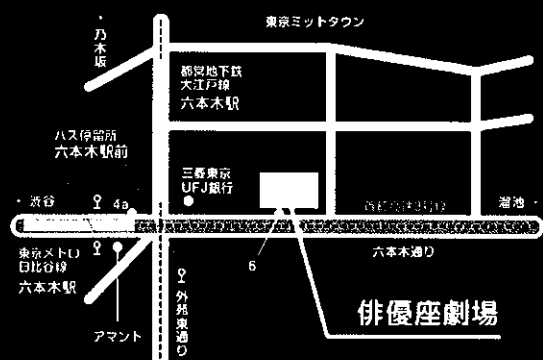 東京ミッドタウン
・乃木坂
都営地下鉄
大江戸線
六本木駅
バス停留所
六本木駅前
三菱東京
UFJ銀行
・渋谷
4a
溜池・
東京メトロ
日比谷線
六本木駅
6
六本木通り
外苑東通り
アマンド
俳優座劇場